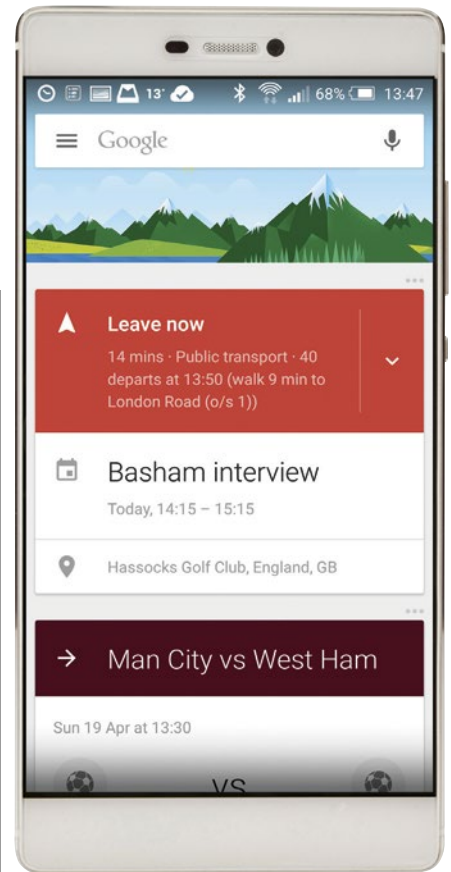 13° 68% 13:47
Google
Leave now
14 mins · Public transport · 40
departs at 13:50 (walk 9 min to
London Road (o/s 1))
Basham interview
Today, 14:15 – 15:15
Hassocks Golf Club, England, GB
Man City vs West Ham
Sun 19 Apr at 13:30
VS